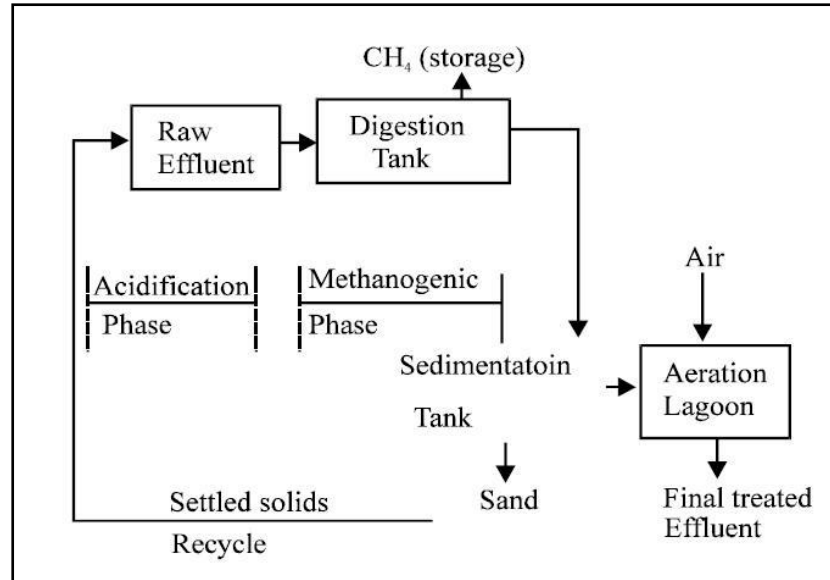 CH₄ (storage)
Raw
Effluent
Digestion
Tank
Acidification
Phase
Methanogenic
Phase
Air
Sedimentatoin
Tank
Aeration
Lagoon
Settled solids
Recycle
Sand
Final treated
Effluent